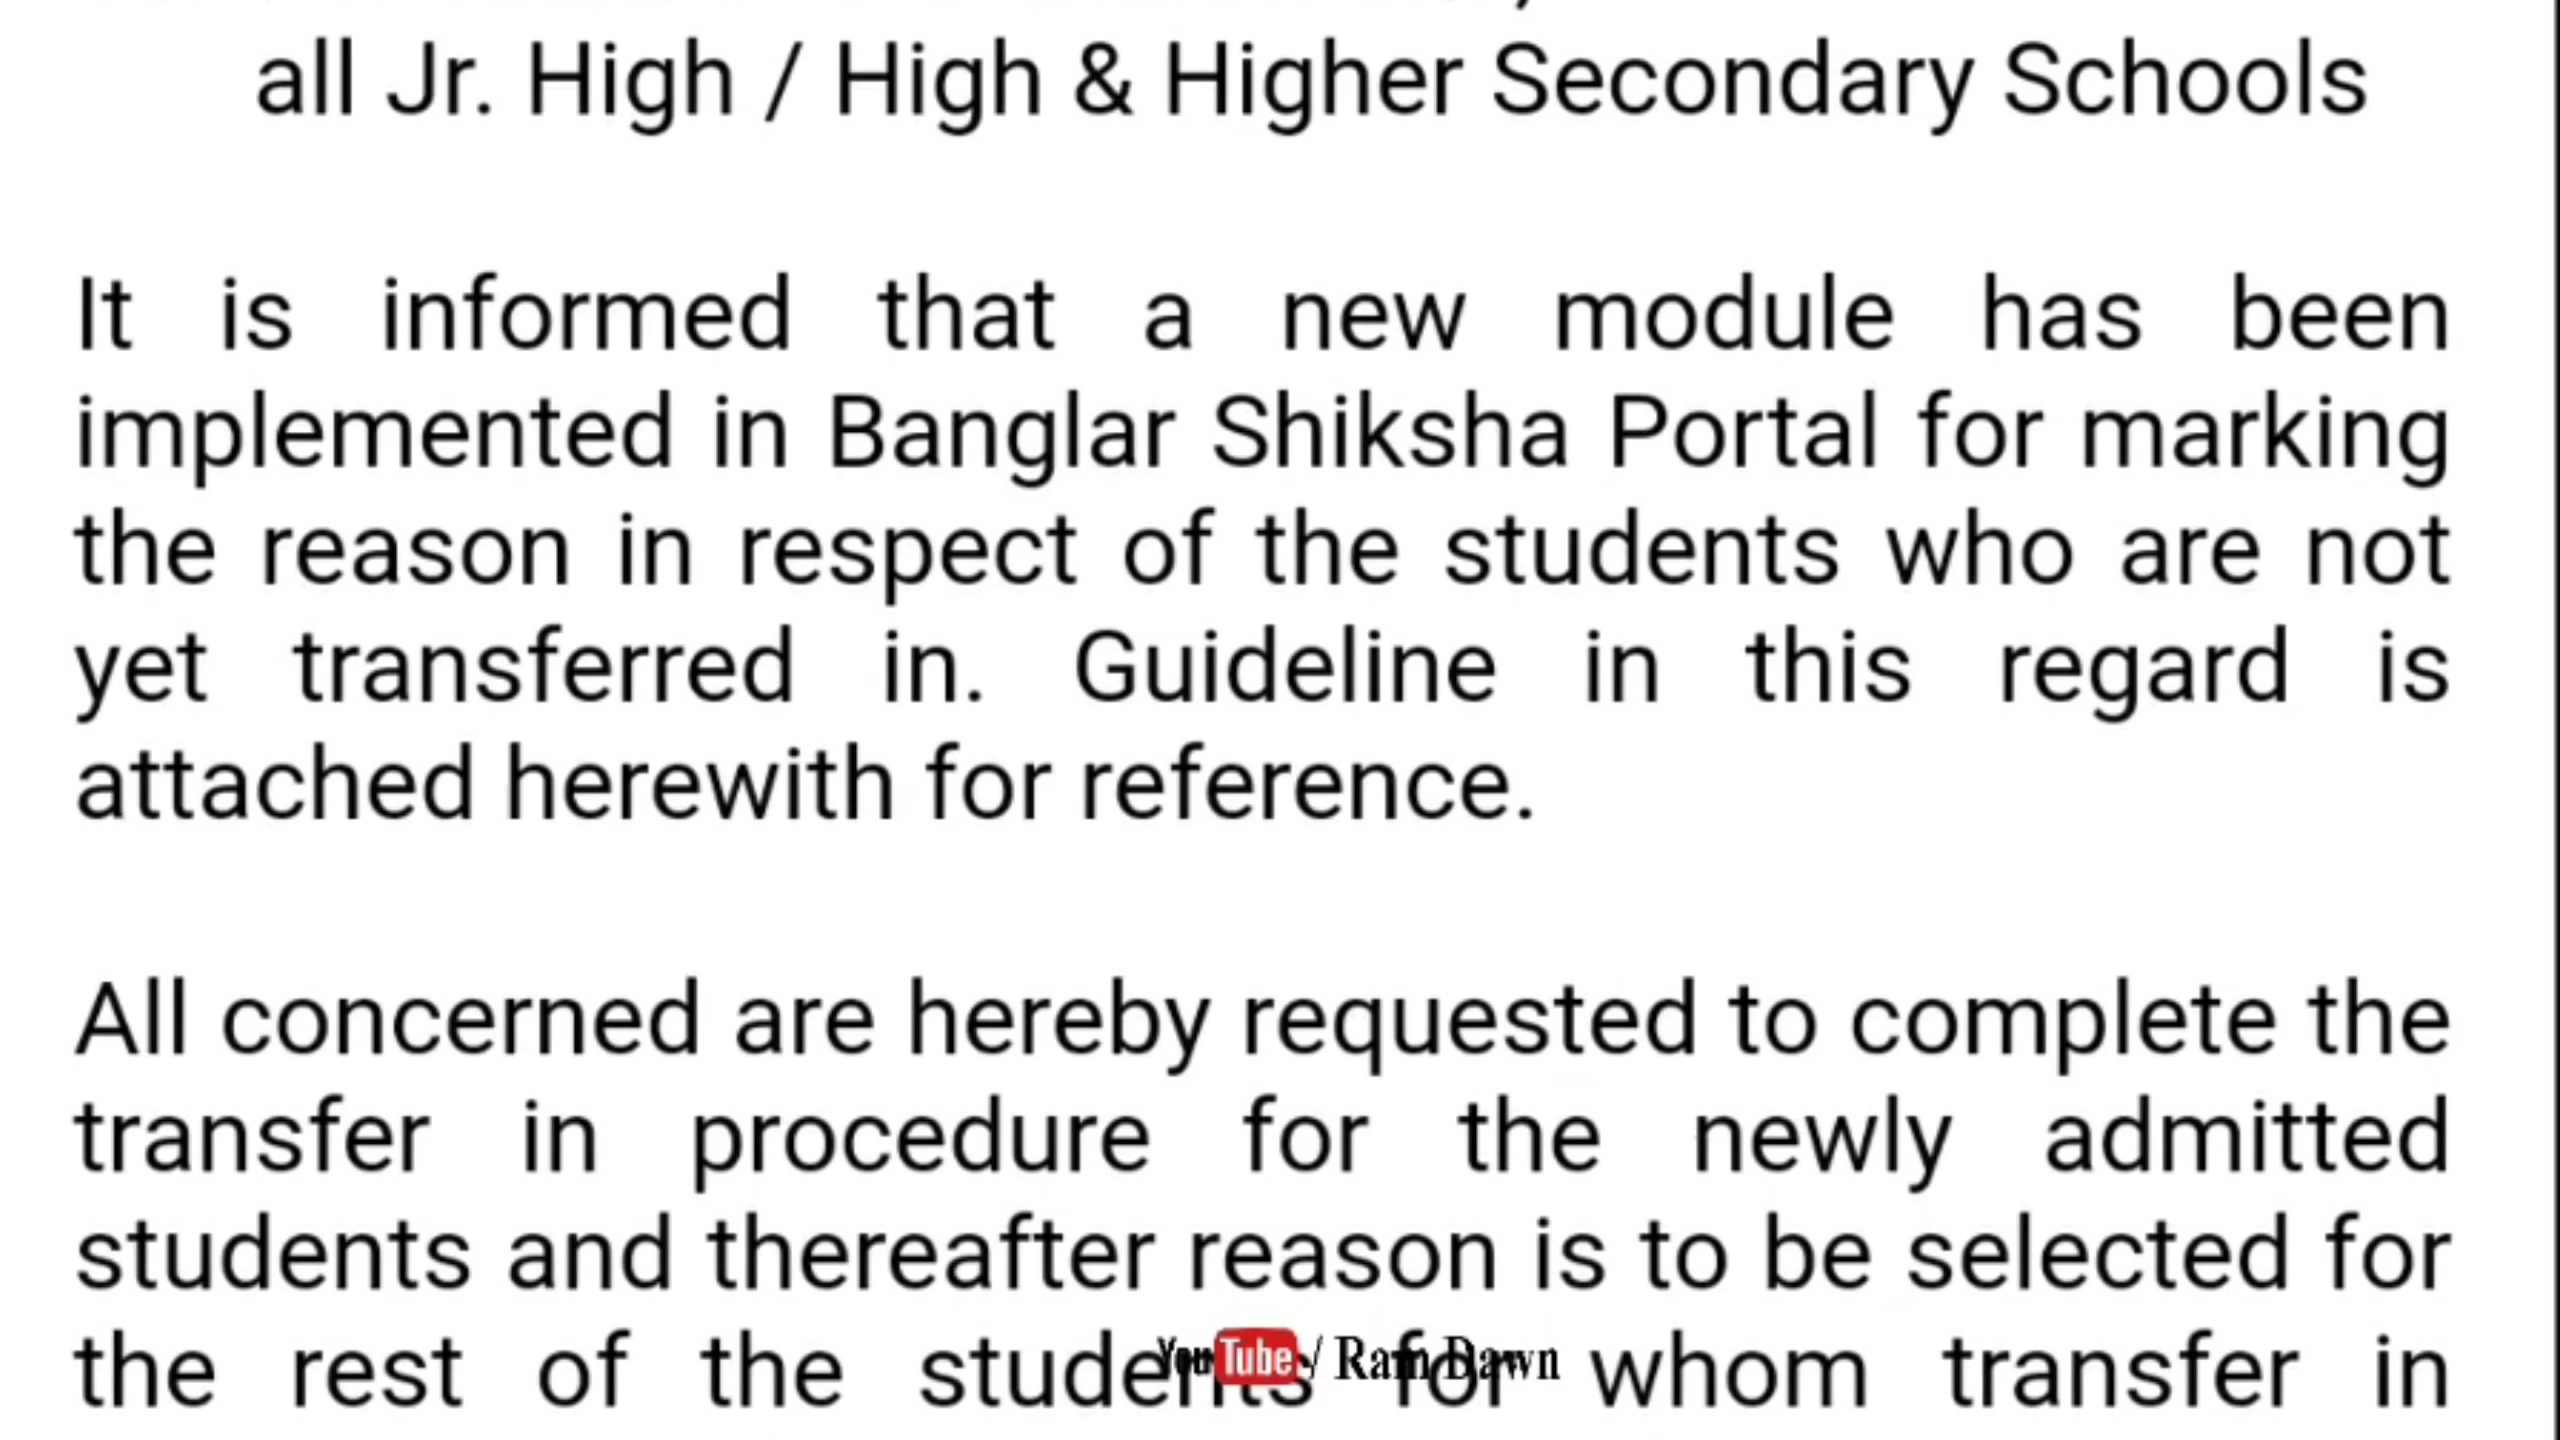 all Jr. High / High & Higher Secondary Schools
It is informed that a new module has been
implemented in Banglar Shiksha Portal for marking
the reason in respect of the students who are not
yet transferred in. Guideline in this regard is
attached herewith for reference.
All concerned are hereby requested to complete the
transfer in procedure for the newly admitted
students and thereafter reason is to be selected for
the rest of the students for whom transfer in
YouTube / Ram Dawn